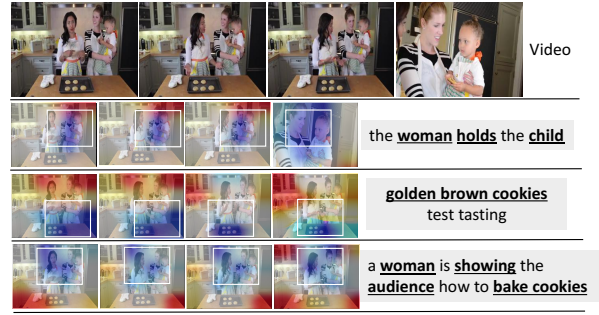 Video
the woman holds the child
golden brown cookies
test tasting
a woman is showing the
audience how to bake cookies